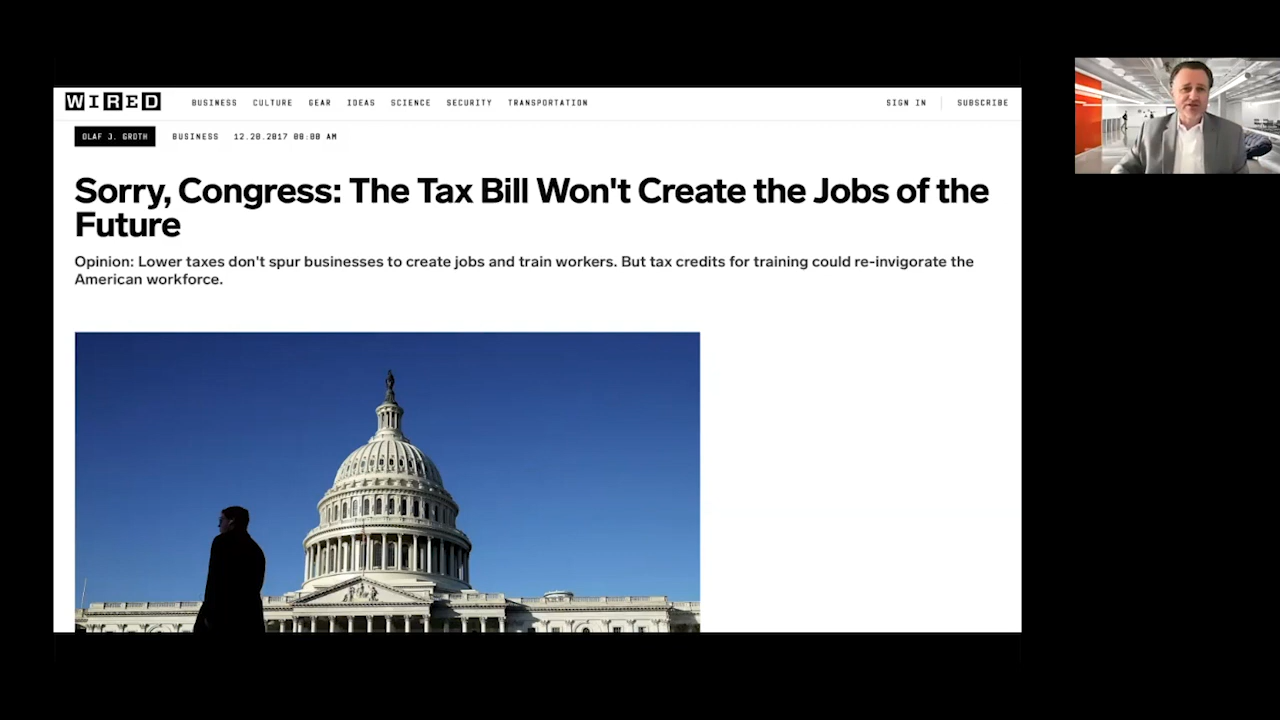 WIRED BUSINESS CULTURE GEAR IDEAS SCIENCE SECURITY TRANSPORTATION SIGN IN SUBSCRIBE
OLAF J. GROTH BUSINESS 12.20.2017 08:00 AM
Sorry, Congress: The Tax Bill Won't Create the Jobs of the
Future
Opinion: Lower taxes don't spur businesses to create jobs and train workers. But tax credits for training could re-invigorate the
American workforce.